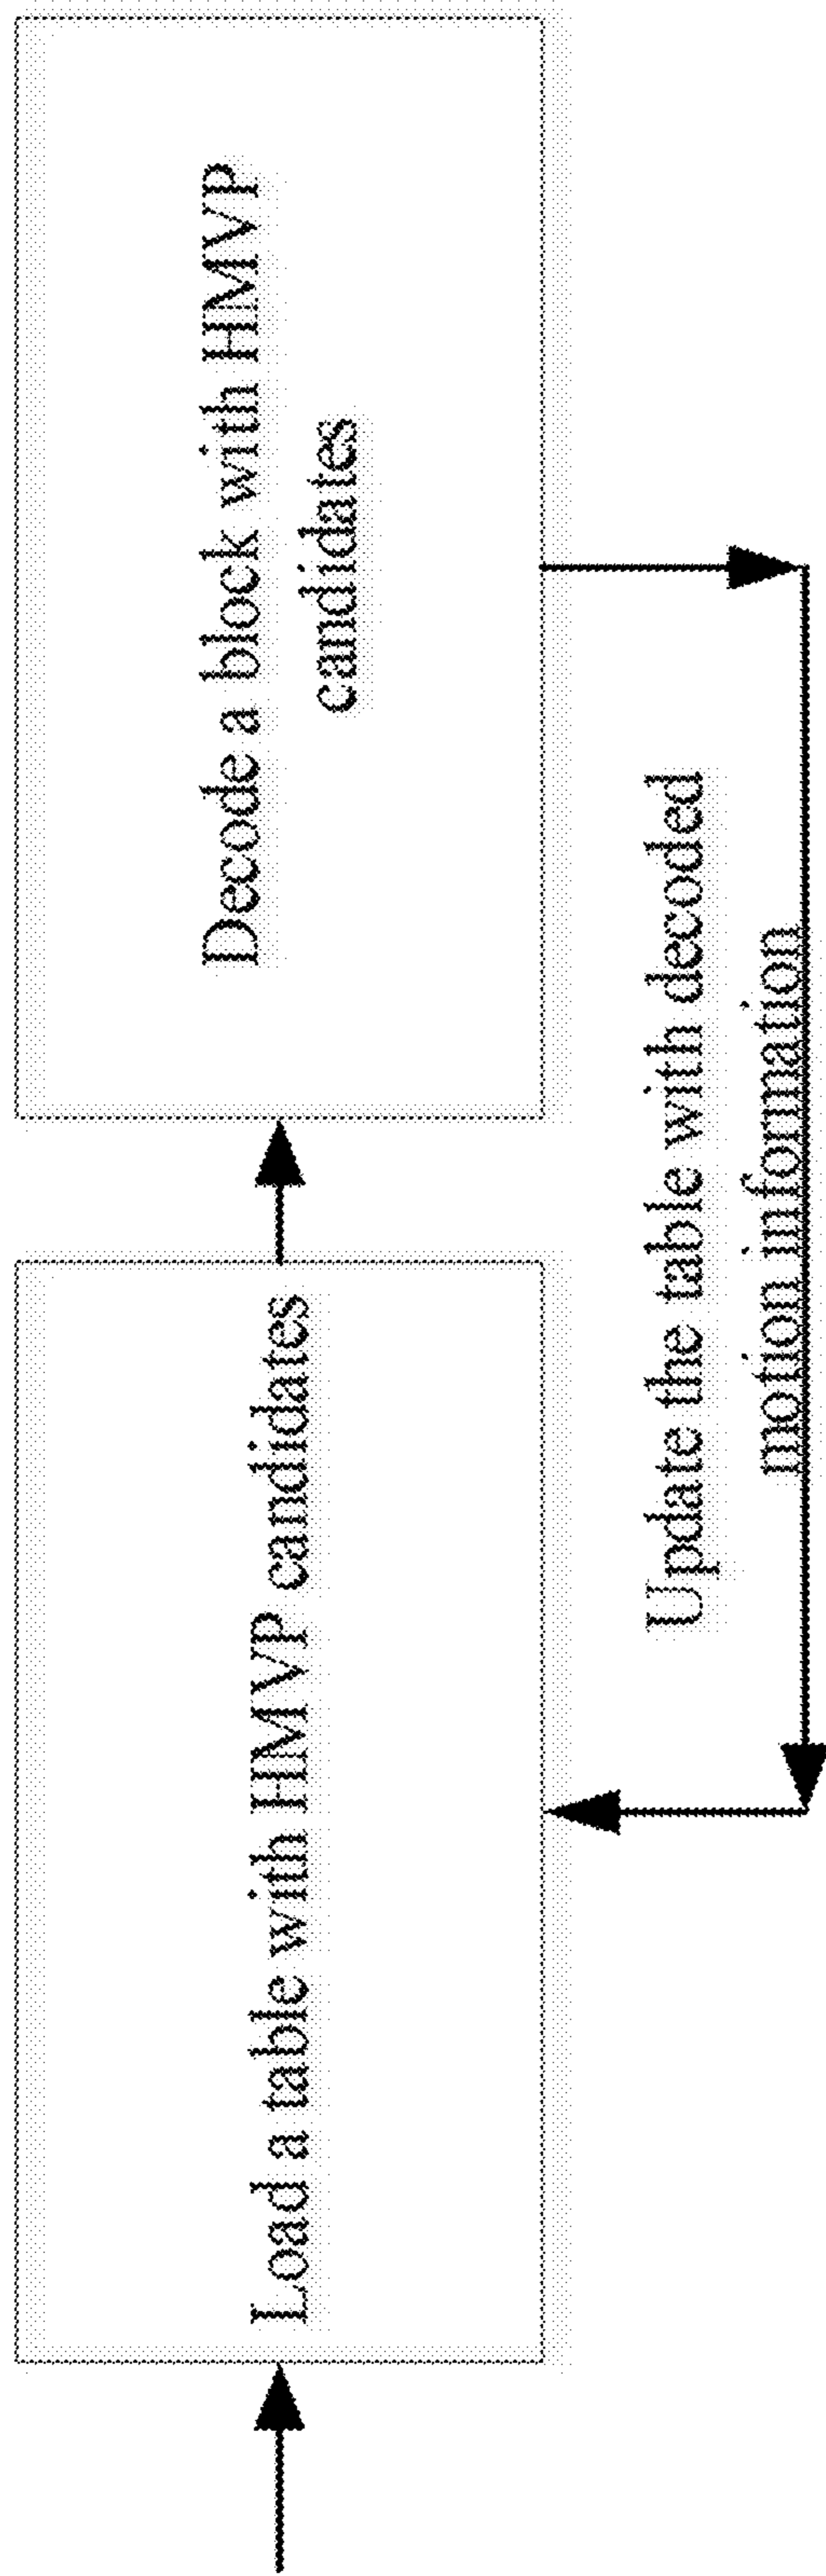 Load a table with HMVP candidates
Decode a block with HMVP
candidates
Update the table with decoded
motion information